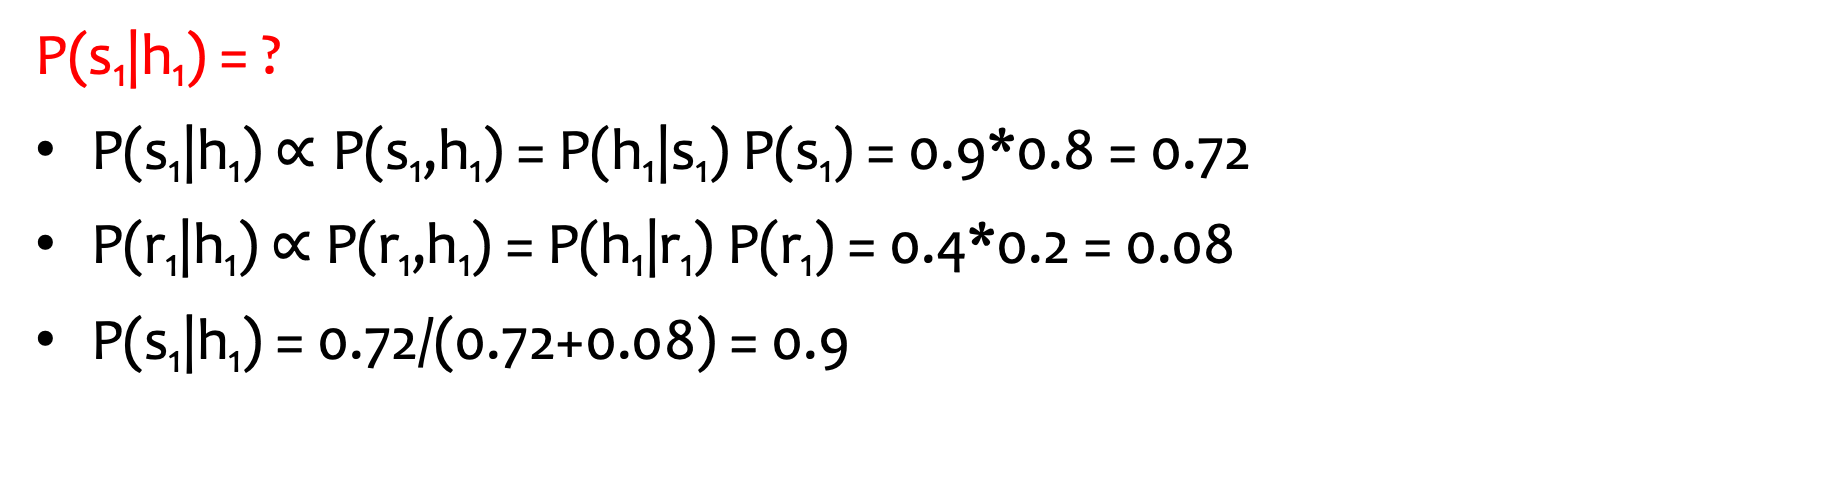 P(s₁|h₁) = ?
• P(s₁|h₁) ∝ P(s₁,h₁) = P(h₁|s₁) P(s₁) = 0.9*0.8 = 0.72
• P(r₁|h₁) ∝ P(r₁,h₁) = P(h₁|r₁) P(r₁) = 0.4*0.2 = 0.08
• P(s₁|h₁) = 0.72/(0.72+0.08) = 0.9